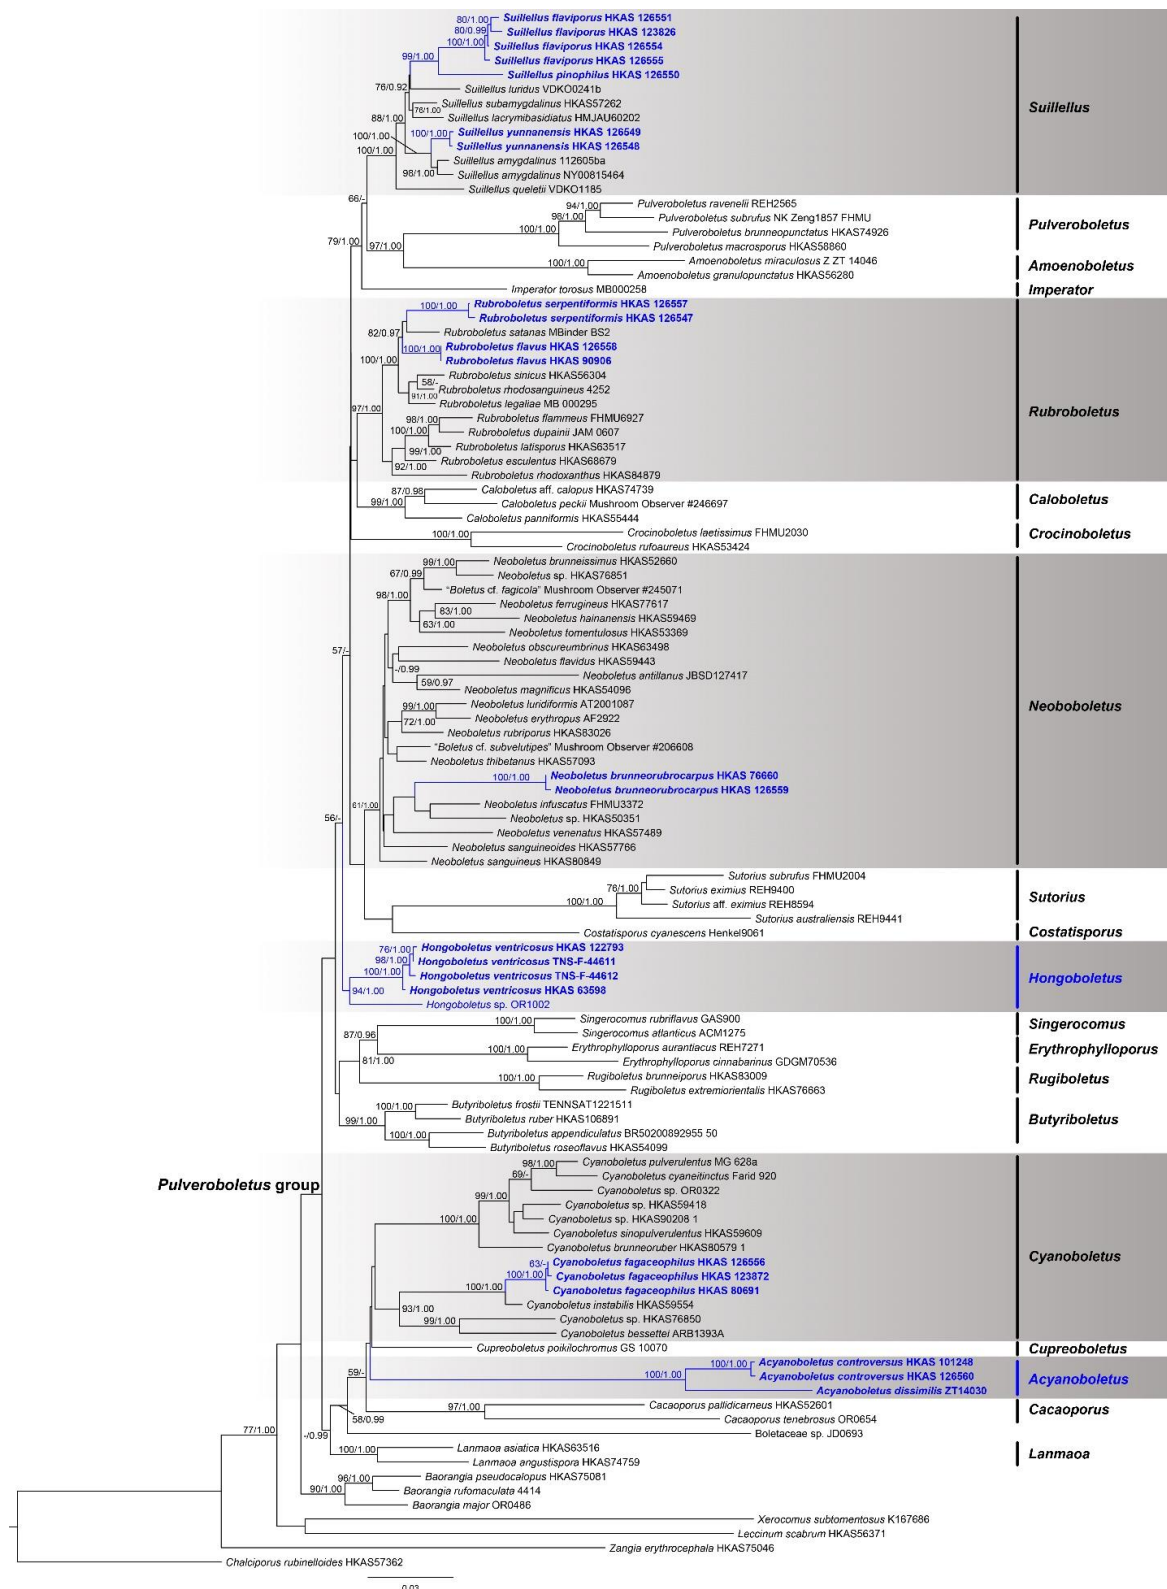 80/1.00 Suillellus flaviporus HKAS 126551
80/0.99 Suillellus flaviporus HKAS 123826
100/1.00 Suillellus flaviporus HKAS 126554
99/1.00 Suillellus flaviporus HKAS 126555
Suillellus pinophilus HKAS 126550
76/0.92 Suillellus luridus VDKO0241b
Suillellus subamygdalinus HKAS57262
76/1.00
Suillellus lacrymibasidiatus HMJAU60202
Suillellus
88/1.00
100/1.00 100/1.00 Suillellus yunnanensis HKAS 126549
100/1.00 Suillellus yunnanensis HKAS 126548
Suillellus amygdalinus 112605ba
98/1.00 Suillellus amygdalinus NY00815464
Suillellus queletii VDKO1185
66/-
94/1.00 Pulveroboletus ravenelii REH2565
98/1.00 Pulveroboletus subrufus NK Zeng1857 FHMU
100/1.00 Pulveroboletus brunneopunctatus HKAS74926
Pulveroboletus
79/1.00 97/1.00 Pulveroboletus macrosporus HKAS58860
100/1.00 Amoenoboletus miraculosus Z ZT 14046
Amoenoboletus
Amoenoboletus granulopunctatus HKAS56280
Imperator torosus MB000258 Imperator
100/1.00 Rubroboletus serpentiformis HKAS 126557
Rubroboletus serpentiformis HKAS 126547
82/0.97 Rubroboletus satanas MBinder BS2
100/1.00 Rubroboletus flavus HKAS 126558
100/1.00 Rubroboletus flavus HKAS 90906
Rubroboletus sinicus HKAS56304
58/- Rubroboletus rhodosanguineus 4252
91/1.00
Rubroboletus legaliae MB 000295
97/1.00 Rubroboletus
98/1.00 Rubroboletus flammeus FHMU6927
100/1.00 Rubroboletus dupainii JAM 0607
99/1.00 Rubroboletus latisporus HKAS63517
92/1.00 Rubroboletus esculentus HKAS68679
Rubroboletus rhodoxanthus HKAS84879
87/0.98 Caloboletus aff. calopus HKAS74739
99/1.00 Caloboletus peckii Mushroom Observer #246697 Caloboletus
Caloboletus panniformis HKAS55444
100/1.00 Crocinoboletus laetissimus FHMU2030
Crocinoboletus
Crocinoboletus rufoaureus HKAS53424
99/1.00 Neoboletus brunneissimus HKAS52660
67/0.99 Neoboletus sp. HKAS76851
98/1.00 "Boletus cf. fagicola" Mushroom Observer #245071
Neoboletus ferrugineus HKAS77617
83/1.00 Neoboletus hainanensis HKAS59469
63/1.00 Neoboletus tomentulosus HKAS53369
57/- Neoboletus obscureumbrinus HKAS63498
Neoboletus flavidus HKAS59443
-/0.99 Neoboletus antillanus JBSD127417
59/0.97 Neoboletus magnificus HKAS54096
99/1.00 Neoboletus luridiformis AT2001087
Neoboboletus
72/1.00 Neoboletus erythropus AF2922
Neoboletus rubriporus HKAS83026
"Boletus cf. subvelutipes" Mushroom Observer #206608
Neoboletus thibetanus HKAS57093
100/1.00 Neoboletus brunneorubrocarpus HKAS 76660
Neoboletus brunneorubrocarpus HKAS 126559
61/1.00 Neoboletus infuscatus FHMU3372
56/- Neoboletus sp. HKAS50351
Neoboletus venenatus HKAS57489
Neoboletus sanguineoides HKAS57766
Neoboletus sanguineus HKAS80849
Sutorius subrufus FHMU2004
76/1.00 Sutorius eximius REH9400
100/1.00 Sutorius aff. eximius REH8594
Sutorius
Sutorius australiensis REH9441
Costatisporus cyanescens Henkel9061 Costatisporus
76/1.00 Hongoboletus ventricosus HKAS 122793
98/1.00 Hongoboletus ventricosus TNS-F-44611
100/1.00 Hongoboletus ventricosus TNS-F-44612
Hongoboletus
94/1.00 Hongoboletus ventricosus HKAS 63598
Hongoboletus sp. OR1002
100/1.00 Singerocomus rubriflavus GAS900
Singerocomus
87/0.96 Singerocomus atlanticus ACM1275
100/1.00 Erythrophylloporus aurantiacus REH7271
Erythrophylloporus
81/1.00 Erythrophylloporus cinnabarinus GDGM70536
100/1.00 Rugiboletus brunneiporus HKAS83009
Rugiboletus
Rugiboletus extremiorientalis HKAS76663
100/1.00 Butyriboletus frostii TENNSAT1221511
99/1.00 Butyriboletus ruber HKAS106891
Butyriboletus
100/1.00 Butyriboletus appendiculatus BR50200892955 50
Butyriboletus roseoflavus HKAS54099
98/1.00 Cyanoboletus pulverulentus MG 628a
69/- Cyanoboletus cyaneitinctus Farid 920
Pulveroboletus group
99/1.00 Cyanoboletus sp. OR0322
Cyanoboletus sp. HKAS59418
100/1.00 Cyanoboletus sp. HKAS90208 1
Cyanoboletus sinopulverulentus HKAS59609
Cyanoboletus brunneoruber HKAS80579 1
Cyanoboletus
63/- Cyanoboletus fagaceophilus HKAS 126556
100/1.00 Cyanoboletus fagaceophilus HKAS 123872
100/1.00 Cyanoboletus fagaceophilus HKAS 80691
93/1.00 Cyanoboletus instabilis HKAS59554
99/1.00 Cyanoboletus sp. HKAS76850
Cyanoboletus bessettei ARB1393A
Cupreoboletus poikilochromus GS 10070 Cupreoboletus
100/1.00 Acyanoboletus controversus HKAS 101248
59/- 100/1.00 Acyanoboletus controversus HKAS 126560 Acyanoboletus
Acyanoboletus dissimilis ZT14030
97/1.00 Cacaoporus pallidicarneus HKAS52601
Cacaoporus
58/0.99 Cacaoporus tenebrosus OR0654
77/1.00 -/0.99 Boletaceae sp. JD0693
100/1.00 Lanmaoa asiatica HKAS63516
Lanmaoa
Lanmaoa angustispora HKAS74759
96/1.00 Baorangia pseudocalopus HKAS75081
90/1.00 Baorangia rufomaculata 4414
Baorangia major OR0486
Xerocomus subtomentosus K167686
Leccinum scabrum HKAS56371
Zangia erythrocephala HKAS75046
Chalciporus rubinelloides HKAS57362
0.03